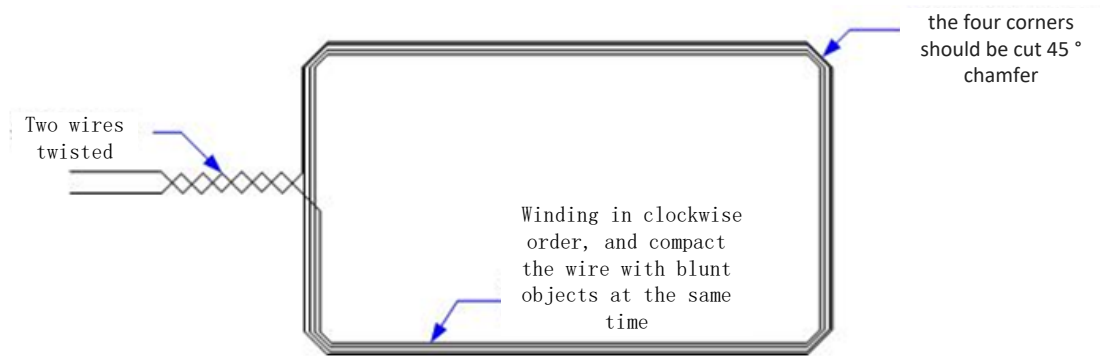 the four corners
should be cut 45 °
chamfer
Two wires
twisted
Winding in clockwise
order, and compact
the wire with blunt
objects at the same
time